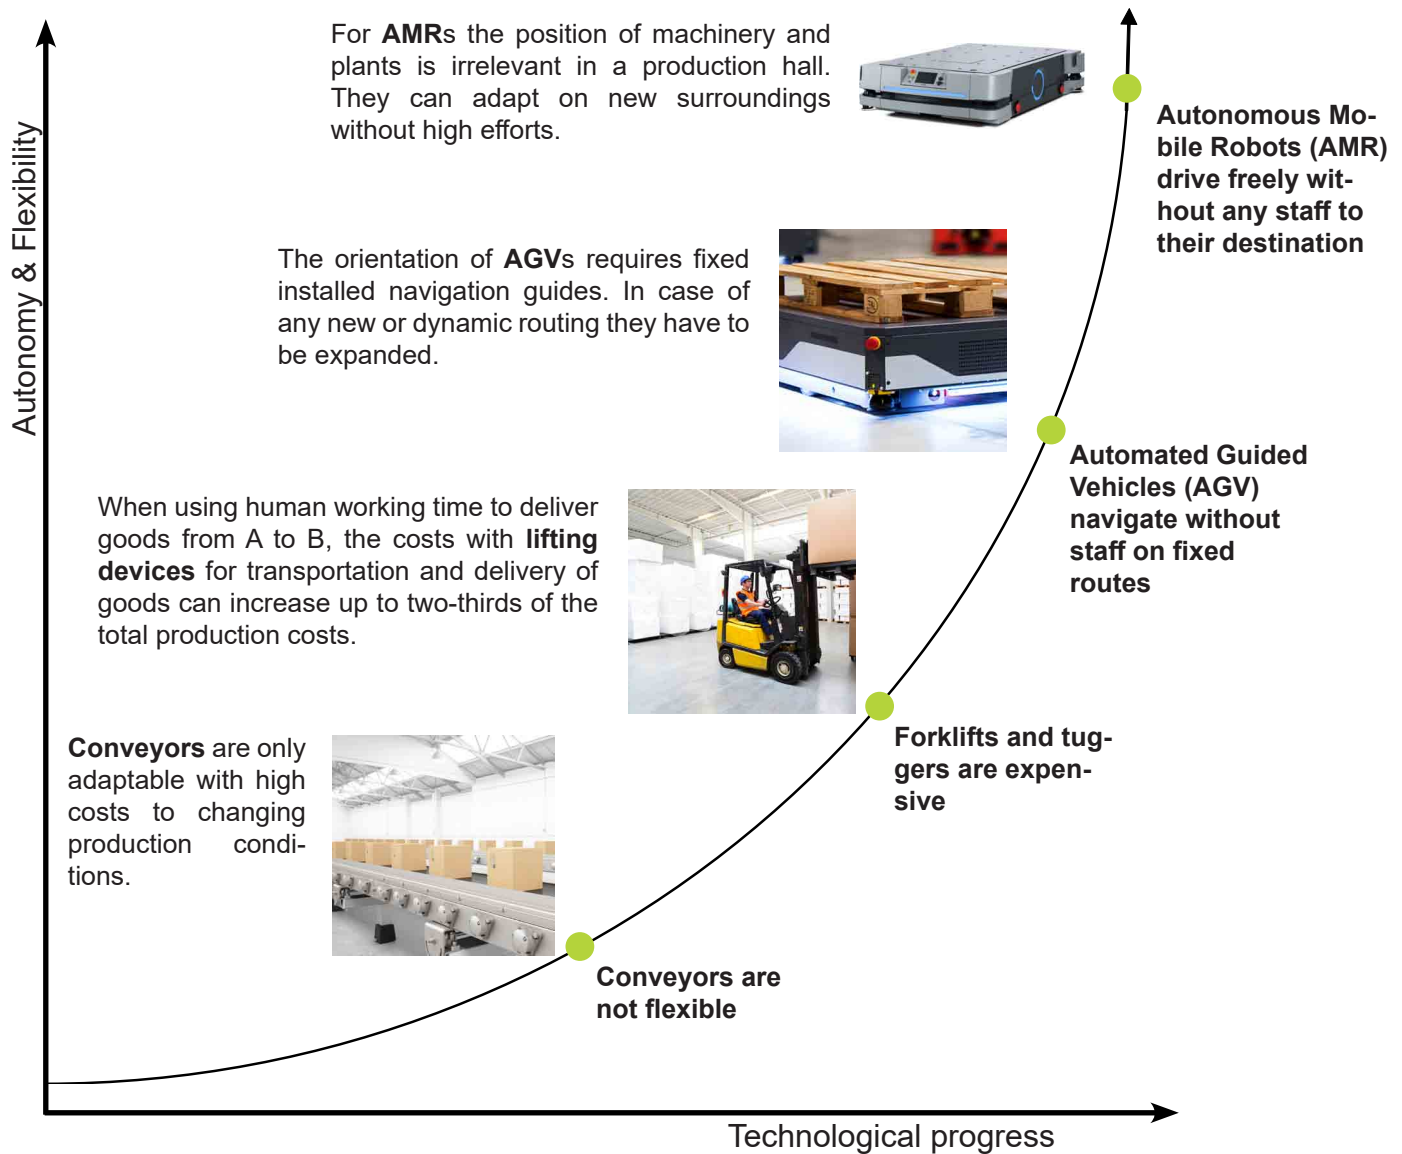 For AMRs the position of machinery and
plants is irrelevant in a production hall.
They can adapt on new surroundings
without high efforts.
Autonomous Mo-
bile Robots (AMR)
drive freely wit-
hout any staff to
their destination
Autonomy & Flexibility
The orientation of AGVs requires fixed
installed navigation guides. In case of
any new or dynamic routing they have to
be expanded.
Automated Guided
Vehicles (AGV)
navigate without
staff on fixed
routes
When using human working time to deliver
goods from A to B, the costs with lifting
devices for transportation and delivery of
goods can increase up to two-thirds of the
total production costs.
Forklifts and tug-
gers are expen-
sive
Conveyors are only
adaptable with high
costs to changing
production condi-
tions.
Conveyors are
not flexible
Technological progress